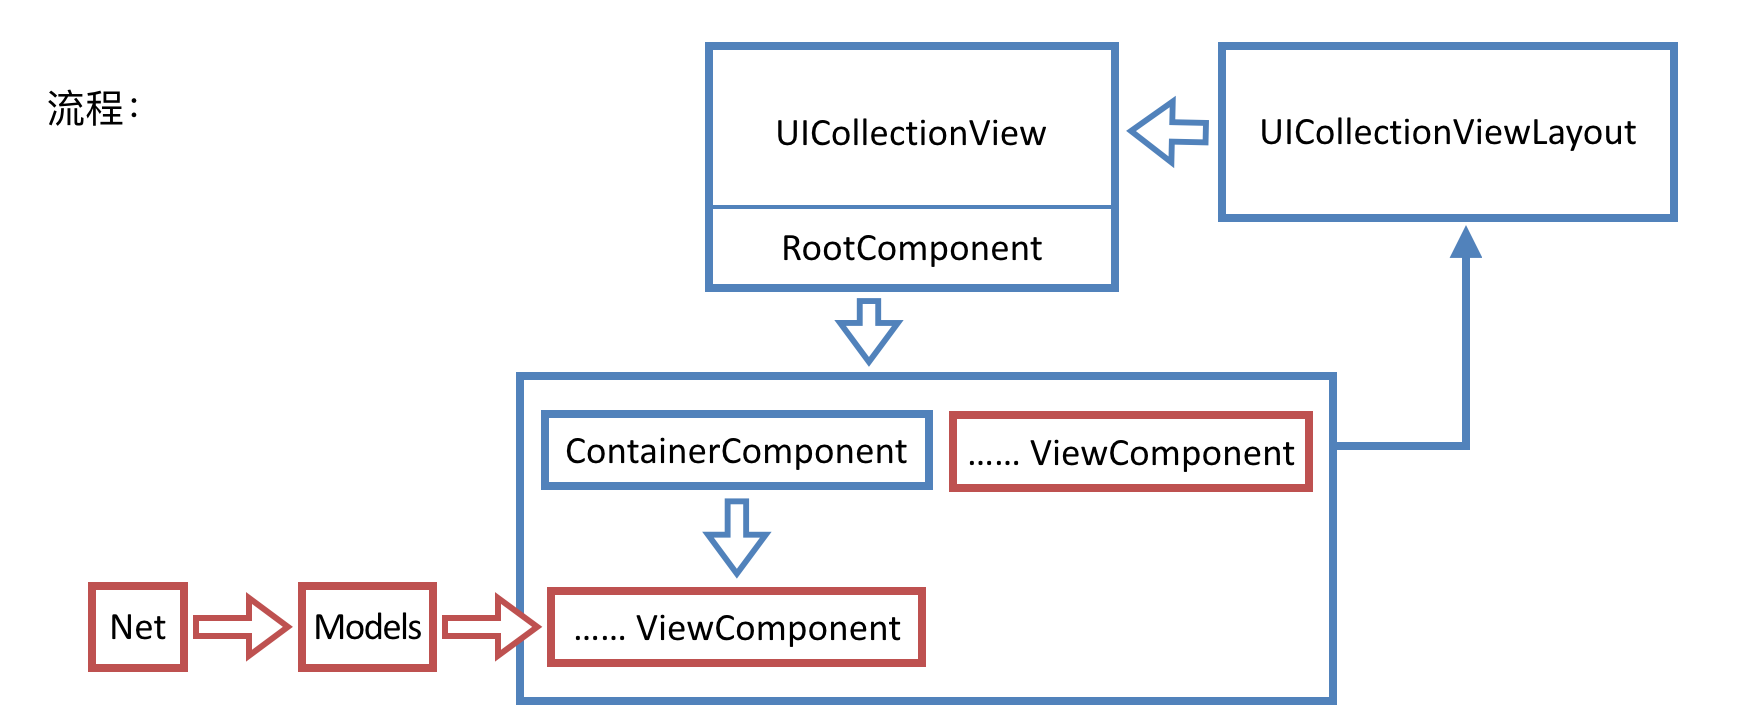 流程：
UICollectionView
UICollectionViewLayout
RootComponent
ContainerComponent
…… ViewComponent
Net
Models
…… ViewComponent